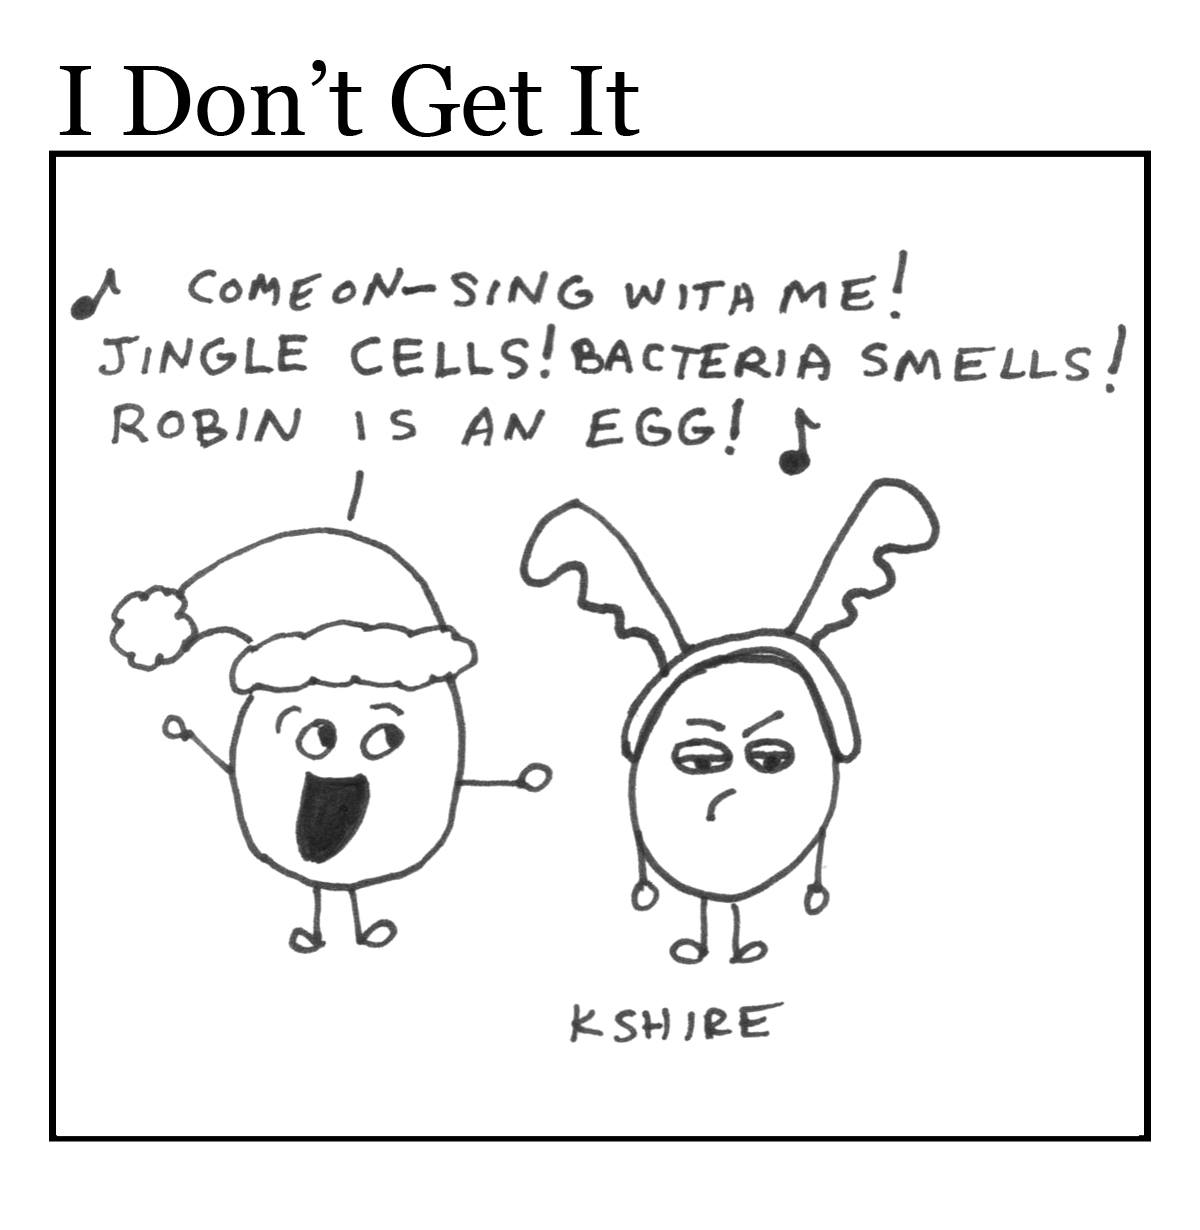 I Don't Get It
COME ON-SING WITA ME!
JINGLE CELLS! BACTERIA SMELLS!
ROBIN IS AN EGG!
KSHIRE